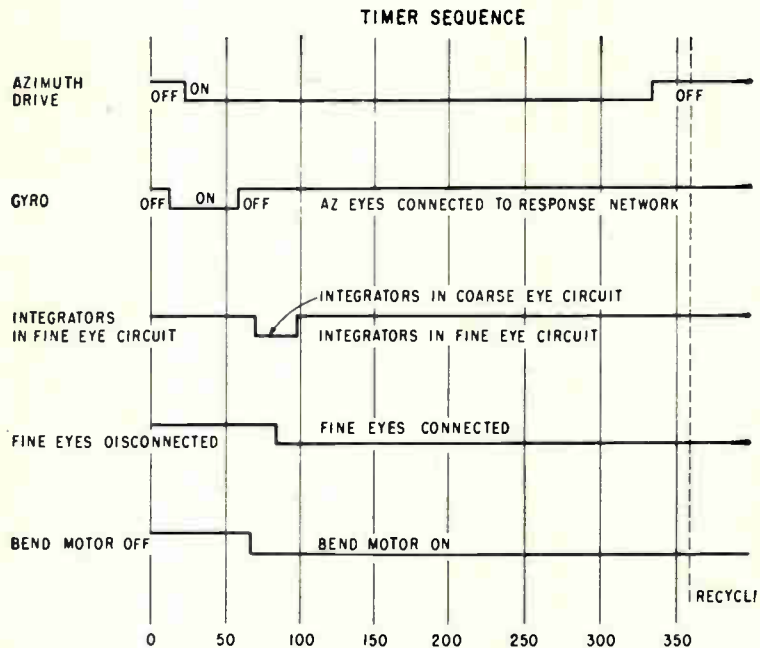 TIMER SEQUENCE
AZIMUTH
DRIVE
OFF
ON
OFF
GYRO
OFF
ON
OFF
AZ EYES CONNECTED TO RESPONSE NETWORK
INTEGRATORS IN COARSE EYE CIRCUIT
INTEGRATORS
IN FINE EYE CIRCUIT
INTEGRATORS IN FINE EYE CIRCUIT
FINE EYES CONNECTED
FINE EYES DISCONNECTED
BEND MOTOR OFF
BEND MOTOR ON
RECYCL
0 50 100 150 200 250 300 350